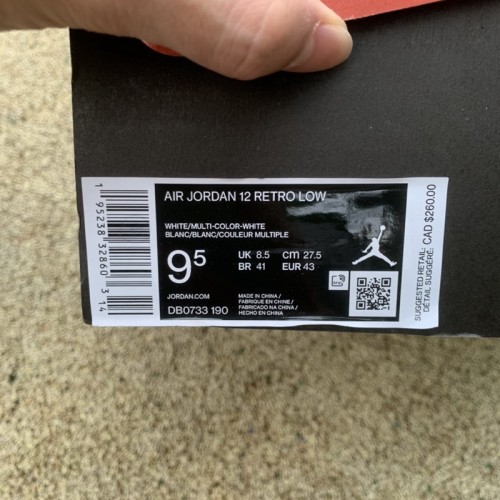 AIR JORDAN 12 RETRO LOW
WHITE/MULTI-COLOR-WHITE
BLANC/BLANC/COULEUR MULTIPLE
9⁵
UK 8.5 cm 27.5
BR 41 EUR 43
JORDAN.COM
DB0733 190
MADE IN CHINA /
FABRIQUE EN CHINE /
FABRICADO NA CHINA /
HECHO EN CHINA
1 95238 32860 3 14
SUGGESTED RETAIL:
DÉTAIL SUGGÉRÉ:
CAD $260.00